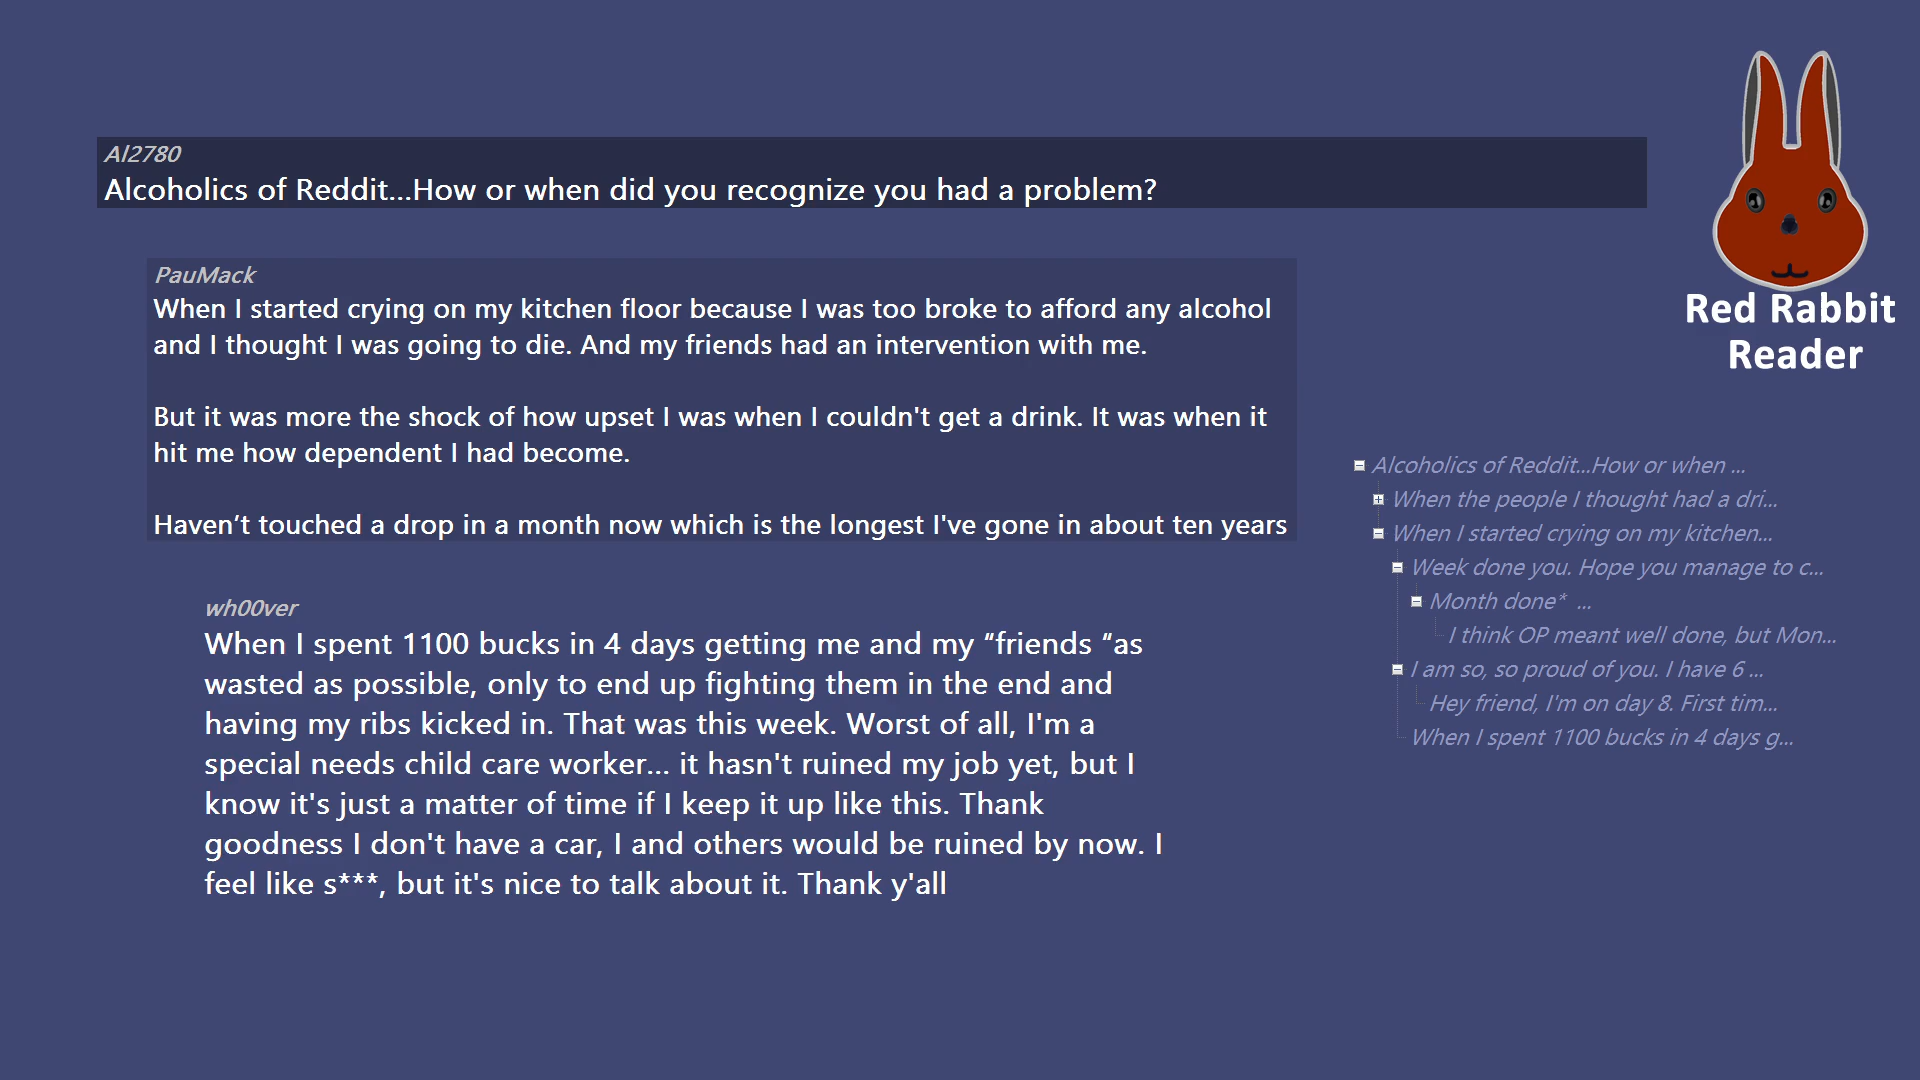 Al2780
Alcoholics of Reddit...How or when did you recognize you had a problem?
PauMack
When I started crying on my kitchen floor because I was too broke to afford any alcohol
and I thought I was going to die. And my friends had an intervention with me.
But it was more the shock of how upset I was when I couldn't get a drink. It was when it
hit me how dependent I had become.
Haven’t touched a drop in a month now which is the longest I've gone in about ten years
wh00ver
When I spent 1100 bucks in 4 days getting me and my “friends “as
wasted as possible, only to end up fighting them in the end and
having my ribs kicked in. That was this week. Worst of all, I'm a
special needs child care worker... it hasn't ruined my job yet, but I
know it's just a matter of time if I keep it up like this. Thank
goodness I don't have a car, I and others would be ruined by now. I
feel like s***, but it's nice to talk about it. Thank y'all
Red Rabbit
Reader
Alcoholics of Reddit...How or when ...
When the people I thought had a dri...
When I started crying on my kitchen...
Week done you. Hope you manage to c...
Month done* ...
I think OP meant well done, but Mon...
I am so, so proud of you. I have 6 ...
Hey friend, I'm on day 8. First tim...
When I spent 1100 bucks in 4 days g...